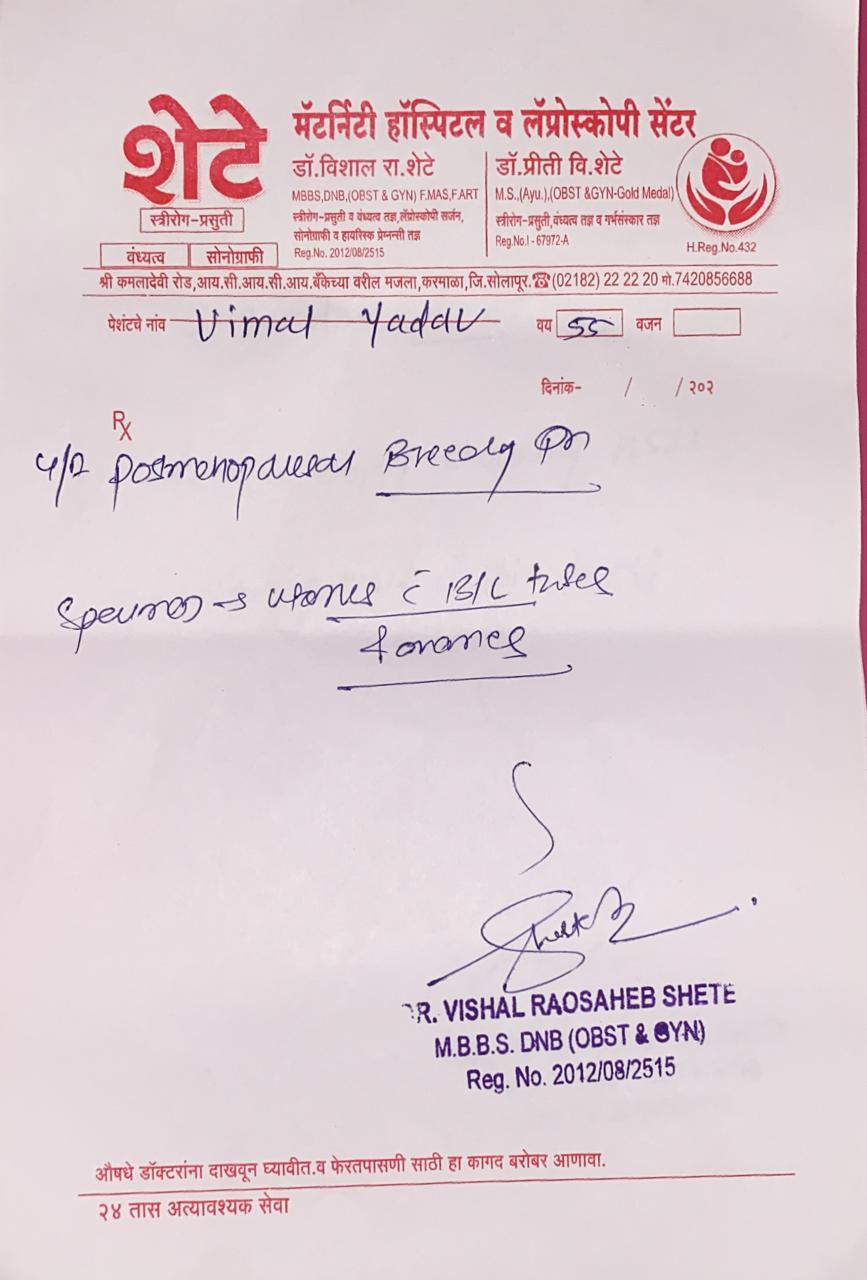 शेटे
स्त्रीरोग-प्रसुती
वंध्यत्व सोनोग्राफी
मॅटर्निटी हॉस्पिटल व लॅप्रोस्कोपी सेंटर
डॉ.विशाल रा.शेटे
MBBS,DNB,(OBST & GYN) F.MAS,F.ART
स्त्रीरोग-प्रसुती व वंध्यत्व तज्ञ,लॅप्रोस्कोपी सर्जन,
सोनोग्राफी व हायरिस्क प्रेग्नन्सी तज्ञ
Reg.No. 2012/08/2515
डॉ.प्रीती वि.शेटे
M.S.,(Ayu.),(OBST &GYN-Gold Medal)
स्त्रीरोग-प्रसुती,वंध्यत्व तज्ञ व गर्भसंस्कार तज्ञ
Reg.No.I - 67972-A
H.Reg.No.432
श्री कमलादेवी रोड,आय.सी.आय.सी.आय.बँकेच्या वरील मजला,करमाळा,जि.सोलापूर.☎(02182) 22 22 20 मो.7420856688
पेशंटचे नांव Vimal Yadav वय 55 वजन
दिनांक- / / २०२
Rx
Postmenopausal Bleeding
Specimen → uterus c̄ B/L tubes
& ovaries
DR. VISHAL RAOSAHEB SHETE
M.B.B.S. DNB (OBST & GYN)
Reg. No. 2012/08/2515
औषधे डॉक्टरांना दाखवून घ्यावीत.व फेरतपासणी साठी हा कागद बरोबर आणावा.
२४ तास अत्यावश्यक सेवा